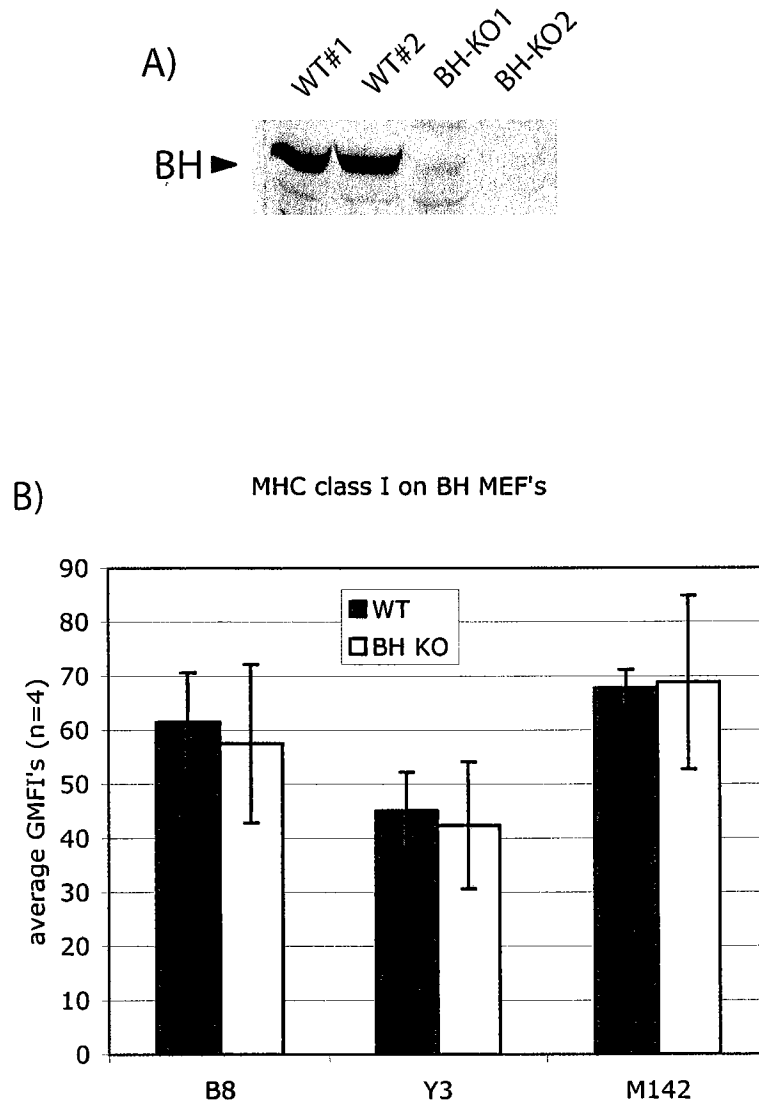 A)
WT#1 WT#2 BH-KO1 BH-KO2
BH
B)
MHC class I on BH MEF's
average GMFI's (n=4)
90
80
70
60
50
40
30
20
10
0
WT
BH KO
B8 Y3 M142